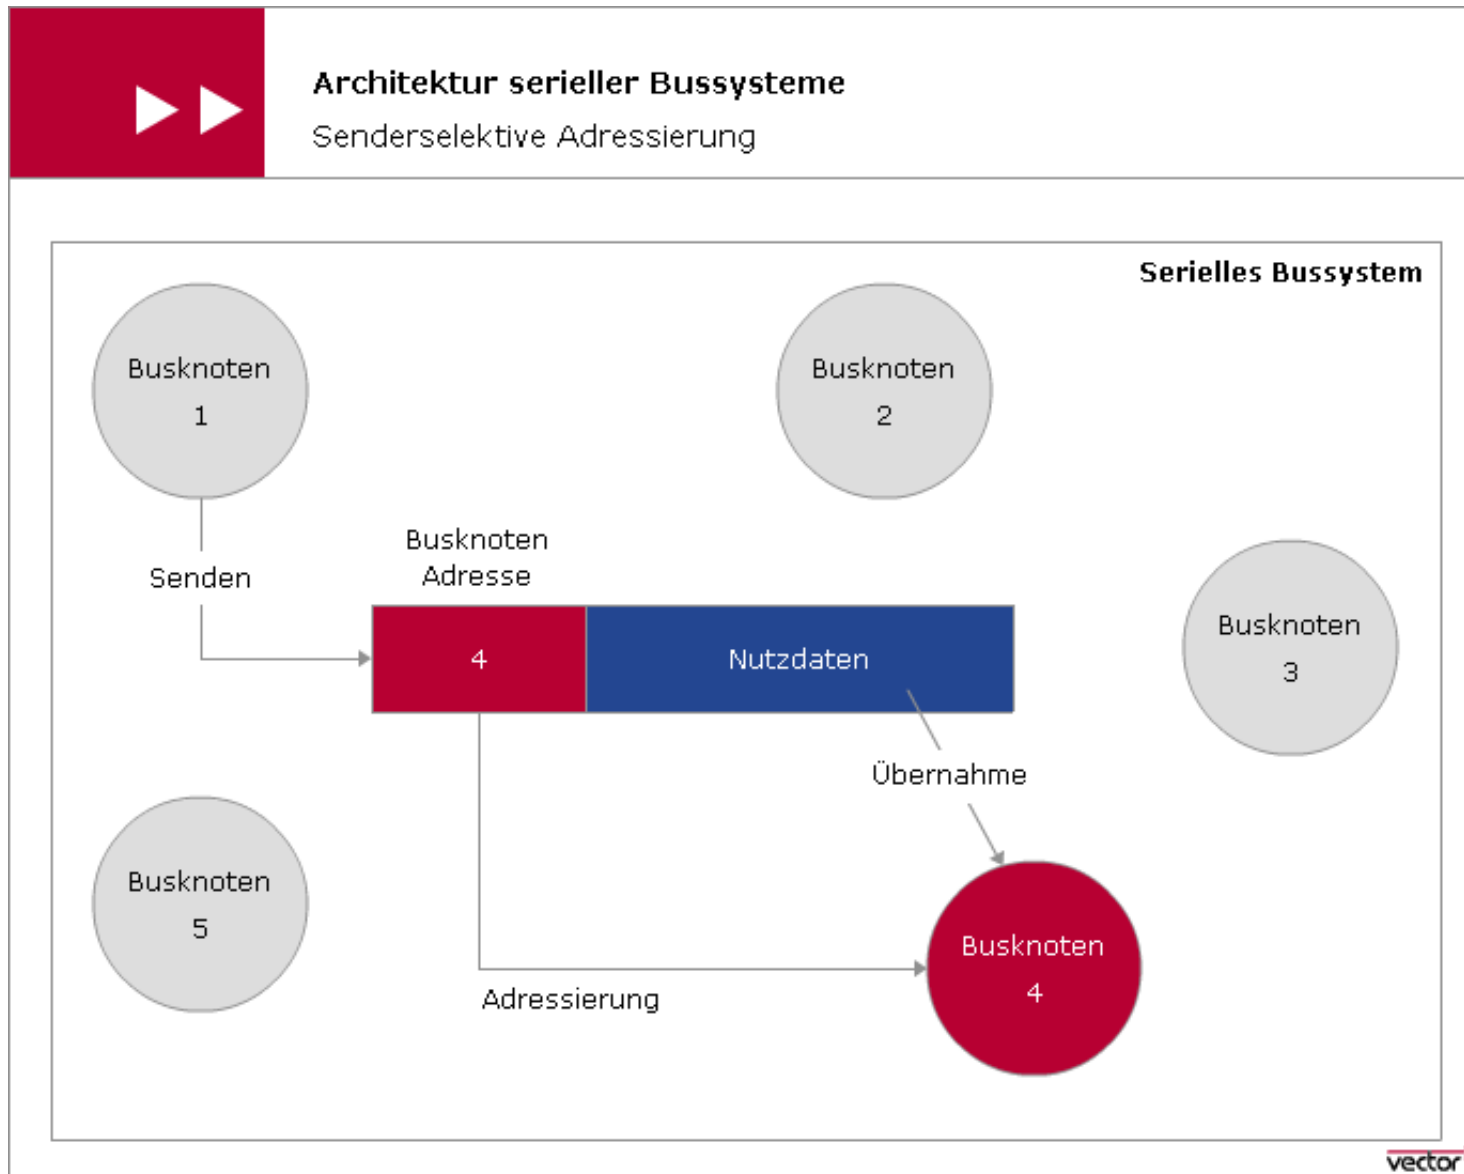 Architektur serieller Bussysteme
Senderselektive Adressierung
Serielles Bussystem
Busknoten
1
Busknoten
2
Busknoten
Adresse
Senden
4
Nutzdaten
Busknoten
3
Übernahme
Busknoten
5
Busknoten
4
Adressierung
vector